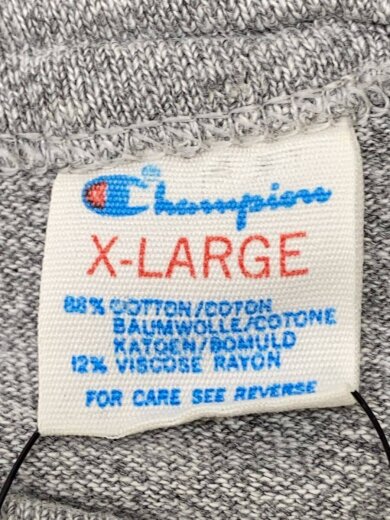 Champion
X-LARGE
88% COTTON/COTON
BAUMWOLLE/COTONE
KATOEN/BOMULD
12% VISCOSE RAYON
FOR CARE SEE REVERSE